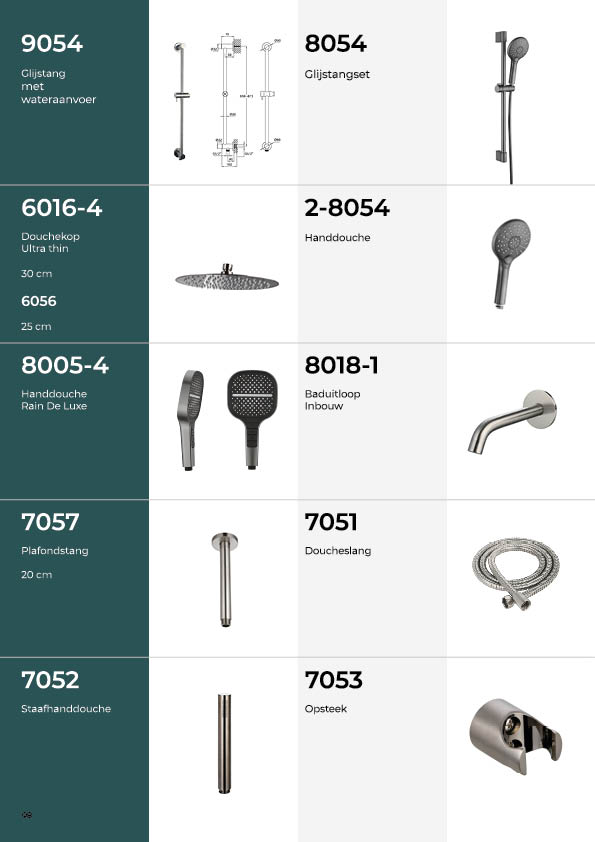 9054
Glijstang
met
wateraanvoer
8054
Glijstangset
6016-4
Douchekop
Ultra thin
30 cm
6056
25 cm
2-8054
Handdouche
8005-4
Handdouche
Rain De Luxe
8018-1
Baduitloop
Inbouw
7057
Plafondstang
20 cm
7051
Doucheslang
7052
Staafhanddouche
7053
Opsteek